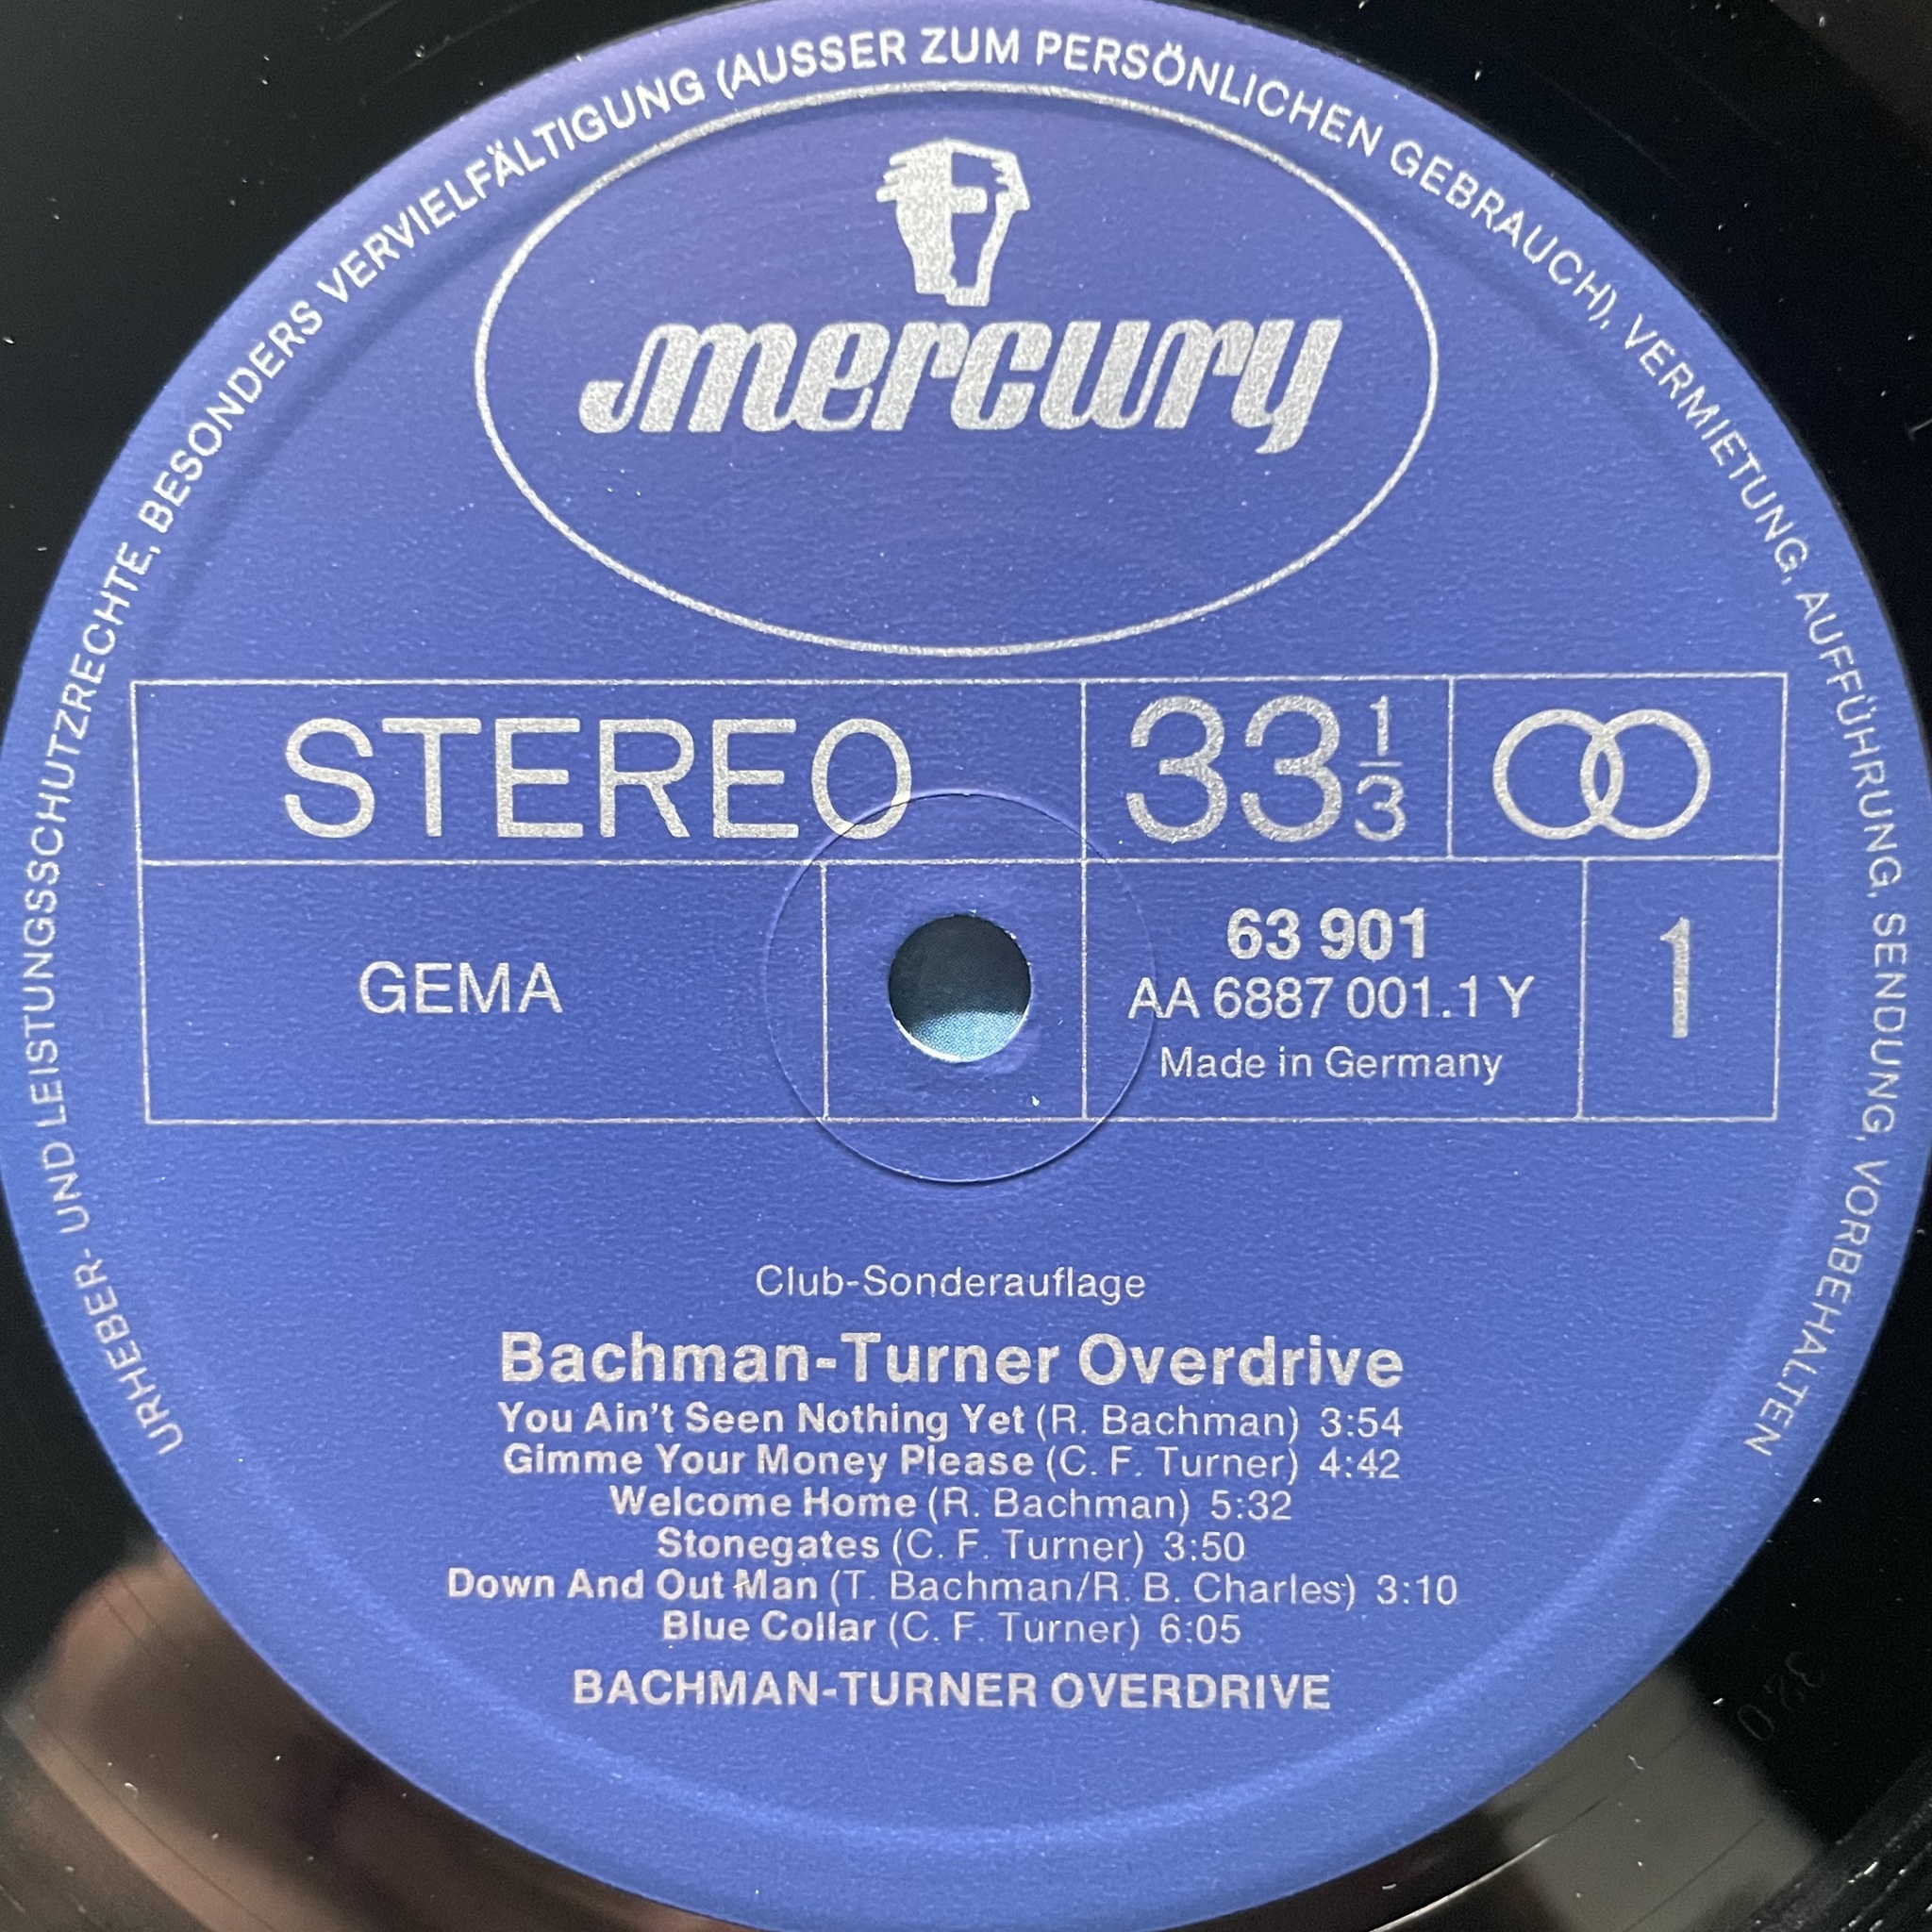 URHEBER- UND LEISTUNGSSCHUTZRECHTE, BESONDERS VERVIELFÄLTIGUNG (AUSSER ZUM PERSÖNLICHEN GEBRAUCH), VERMIETUNG, AUFFÜHRUNG, SENDUNG, VORBEHALTEN
mercury
STEREO
33 1/3
GEMA
63 901
AA 6887 001.1 Y
Made in Germany
1
Club-Sonderauflage
Bachman-Turner Overdrive
You Ain't Seen Nothing Yet (R. Bachman) 3:54
Gimme Your Money Please (C. F. Turner) 4:42
Welcome Home (R. Bachman) 5:32
Stonegates (C. F. Turner) 3:50
Down And Out Man (T. Bachman/R. B. Charles) 3:10
Blue Collar (C. F. Turner) 6:05
BACHMAN-TURNER OVERDRIVE
320